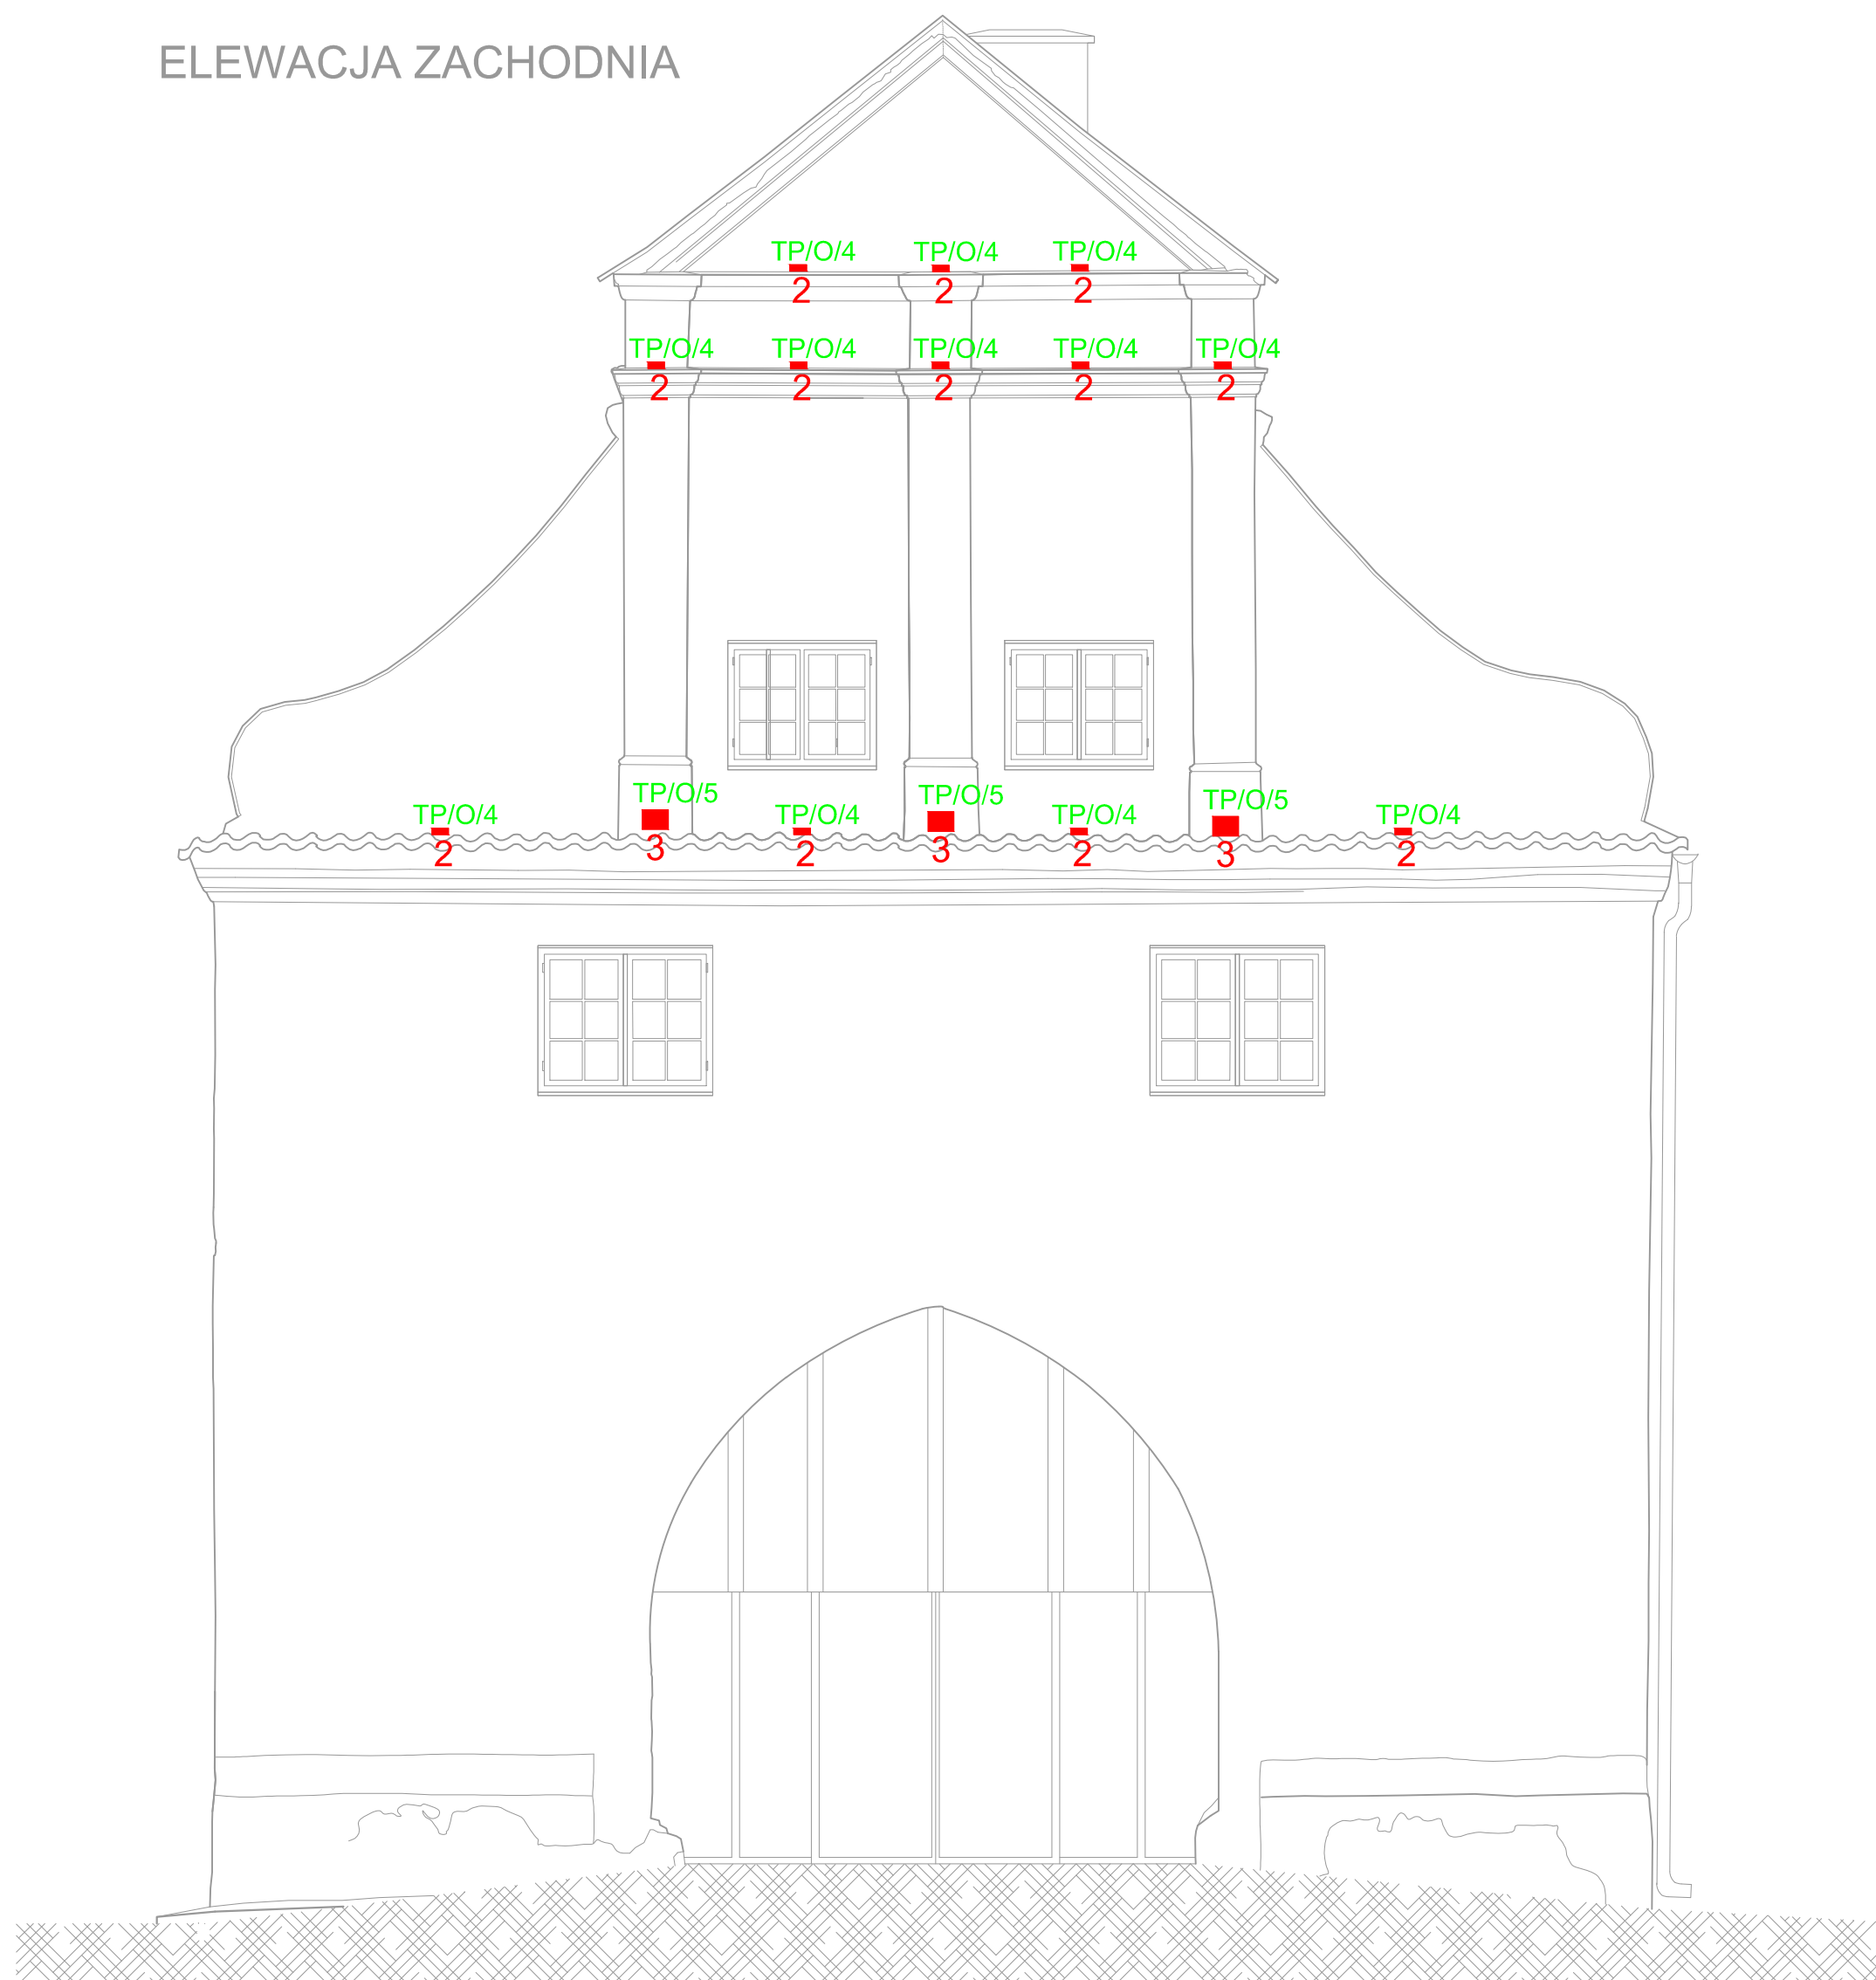 ELEWACJA ZACHODNIA
TP/O/4 TP/O/4 TP/O/4
2 2 2
TP/O/4 TP/O/4 TP/O/4 TP/O/4 TP/O/4
2 2 2 2 2
TP/O/4 TP/O/5 TP/O/4 TP/O/5 TP/O/4 TP/O/5 TP/O/4
2 3 2 3 2 3 2